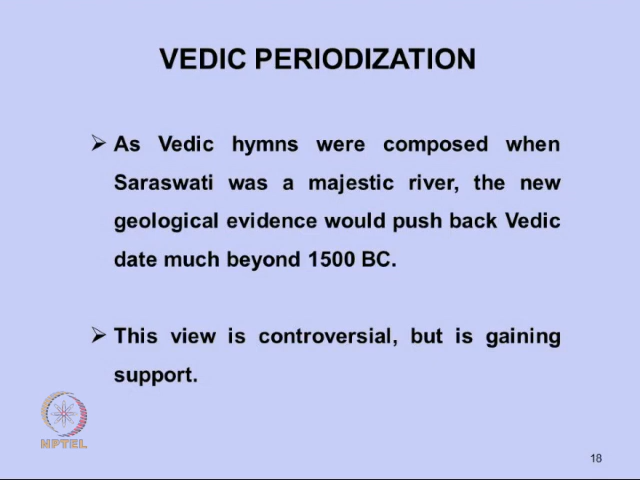 VEDIC PERIODIZATION
➢ As Vedic hymns were composed when
Saraswati was a majestic river, the new
geological evidence would push back Vedic
date much beyond 1500 BC.
➢ This view is controversial, but is gaining
support.
NPTEL
18